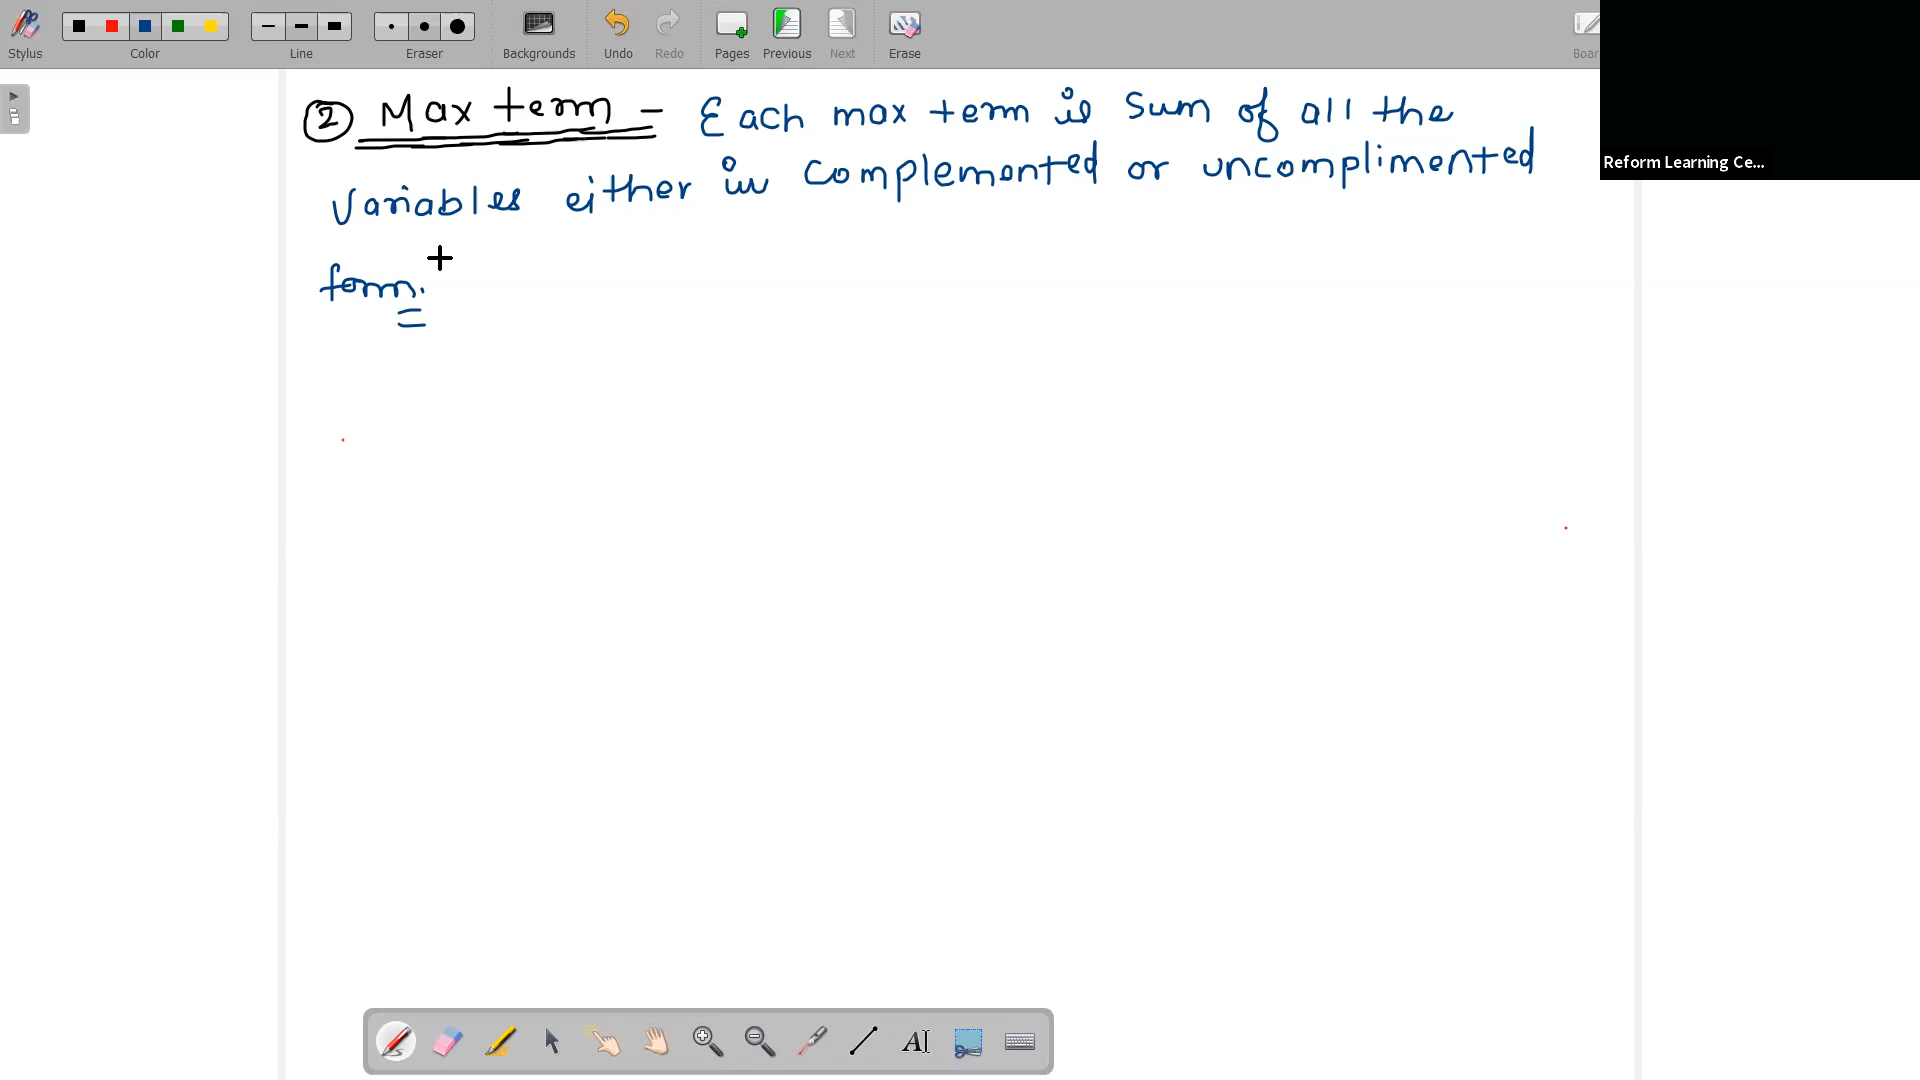 Stylus
Color
Line
Eraser
Backgrounds
Undo
Redo
Pages
Previous
Next
Erase
Boar
Reform Learning Ce...
② Max term - Each max term is Sum of all the
variables either in complemented or uncomplimented
form.